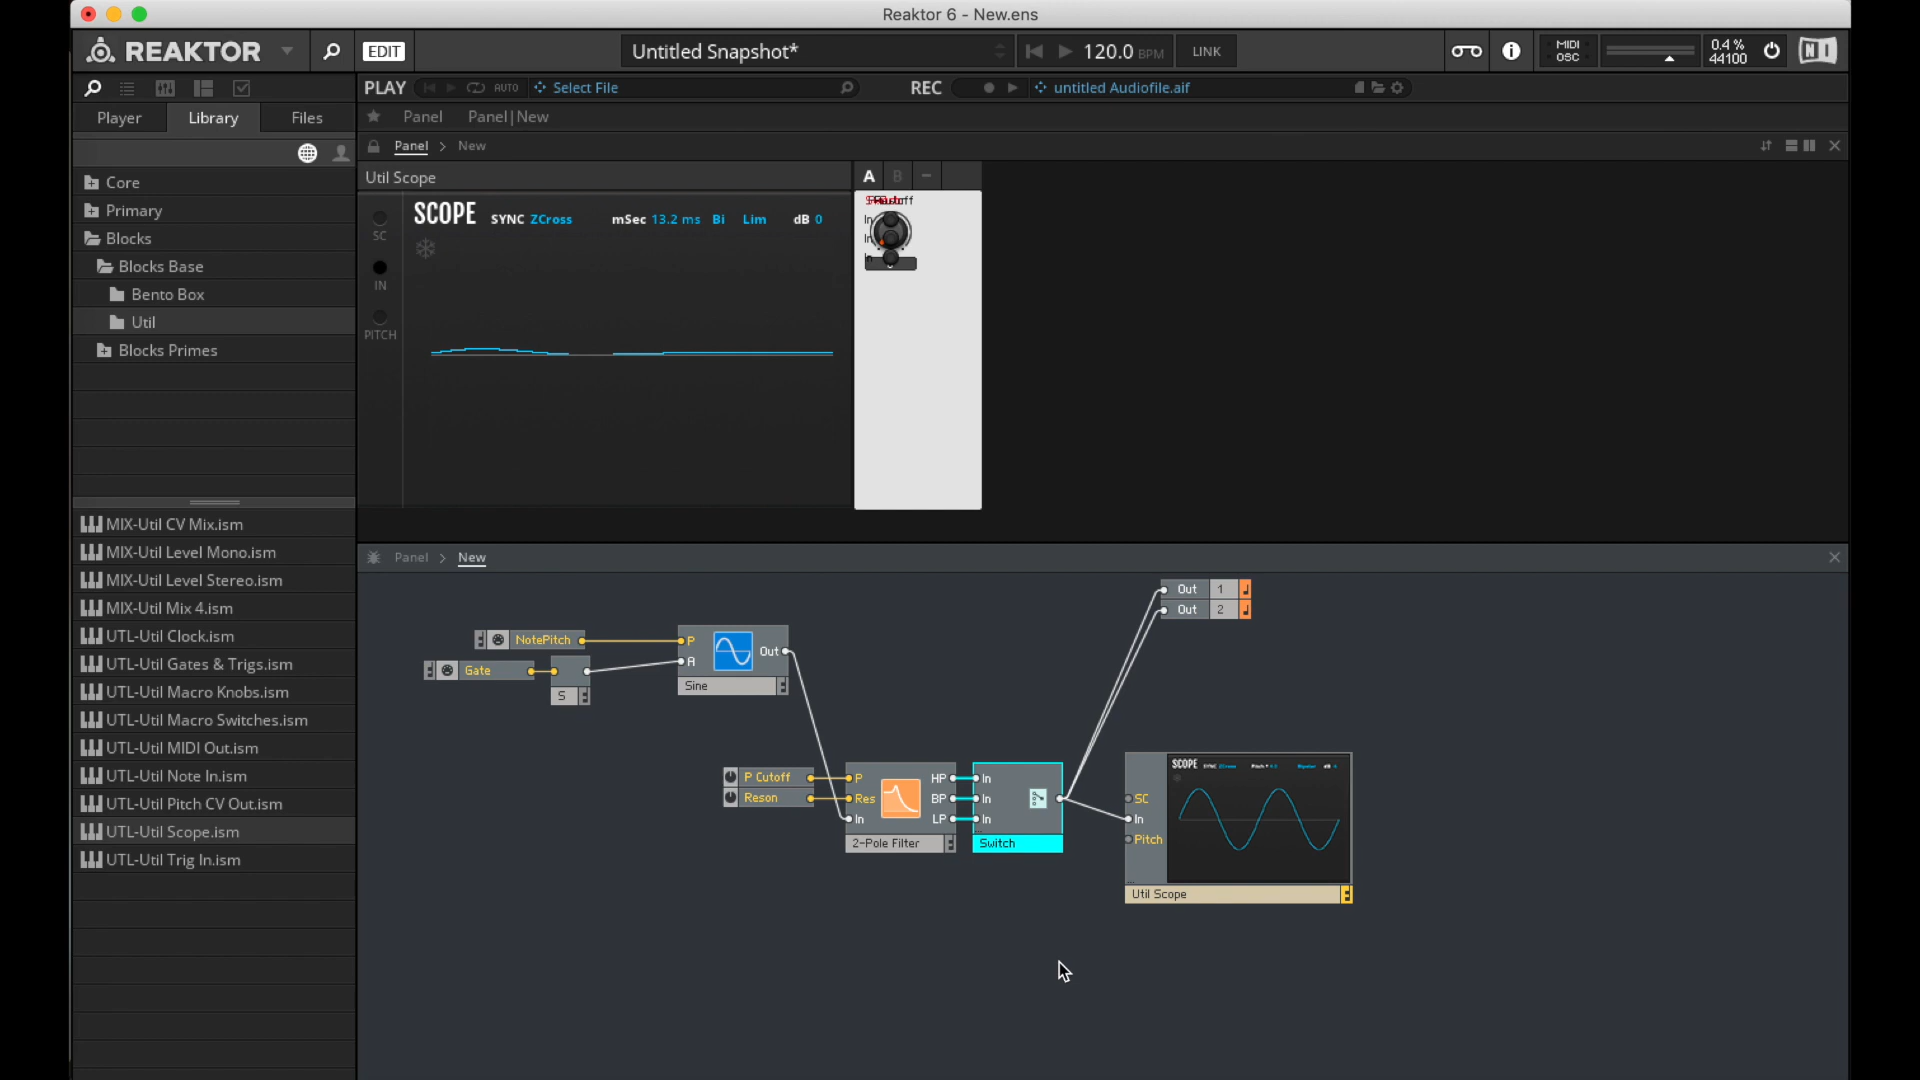 Reaktor 6 - New.ens
REAKTOR EDIT Untitled Snapshot* 120.0 BPM LINK MIDI OSC 0.4 % 44100 NI
PLAY AUTO Select File REC untitled Audiofile.aif
Player Library Files
Panel Panel|New
Panel > New
Core
Primary
Blocks
Blocks Base
Bento Box
Util
Blocks Primes
Util Scope
A B
SCOPE SYNC ZCross mSec 13.2 ms Bi Lim dB 0
SC
IN
PITCH
In
In
In
MIX-Util CV Mix.ism
MIX-Util Level Mono.ism
MIX-Util Level Stereo.ism
MIX-Util Mix 4.ism
UTL-Util Clock.ism
UTL-Util Gates & Trigs.ism
UTL-Util Macro Knobs.ism
UTL-Util Macro Switches.ism
UTL-Util MIDI Out.ism
UTL-Util Note In.ism
UTL-Util Pitch CV Out.ism
UTL-Util Scope.ism
UTL-Util Trig In.ism
Panel > New
Out 1
Out 2
NotePitch
Gate
S
P
A
Out
Sine
P Cutoff
Reson
P HP
Res BP
In LP
2-Pole Filter
In
In
In
Switch
SC
In
Pitch
SCOPE SYNC ZCross
Util Scope